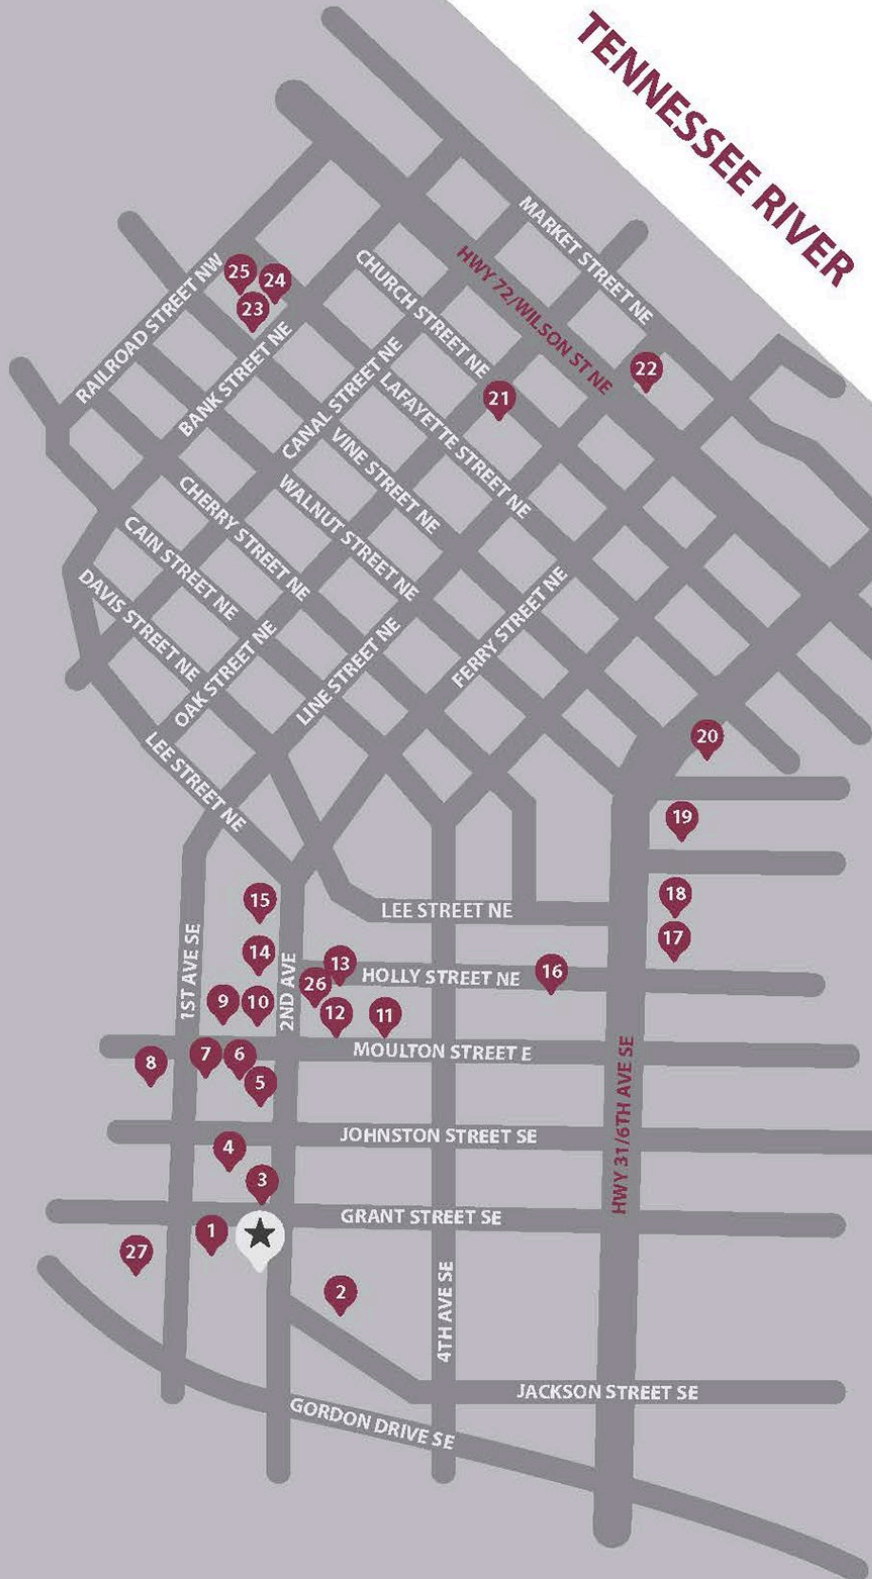 TENNESSEE RIVER
MARKET STREET NE
HWY 72/WILSON ST NE
CHURCH STREET NE
RAILROAD STREET NW
25
24
23
BANK STREET NE
22
21
CANAL STREET NE
LAFAYETTE STREET NE
VINE STREET NE
WALNUT STREET NE
CHERRY STREET NE
CAIN STREET NE
DAVIS STREET NE
OAK STREET NE
LINE STREET NE
FERRY STREET NE
LEE STREET NE
20
19
18
17
15
LEE STREET NE
14
13
HOLLY STREET NE
16
26
1ST AVE SE
2ND AVE
9
10
12
11
MOULTON STREET E
8
7
6
5
HWY 31/6TH AVE SE
JOHNSTON STREET SE
4
3
GRANT STREET SE
1
27
2
4TH AVE SE
JACKSON STREET SE
GORDON DRIVE SE